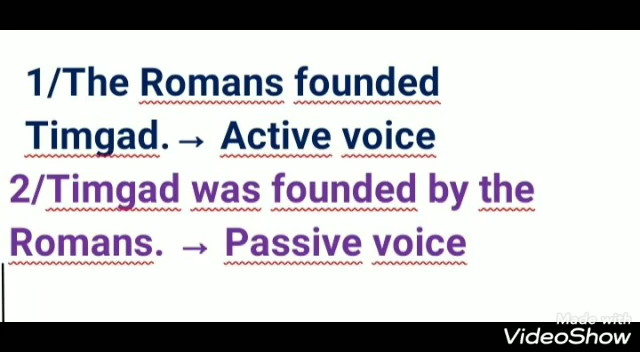 1/The Romans founded
Timgad. → Active voice
2/Timgad was founded by the
Romans. → Passive voice
Made with
VideoShow